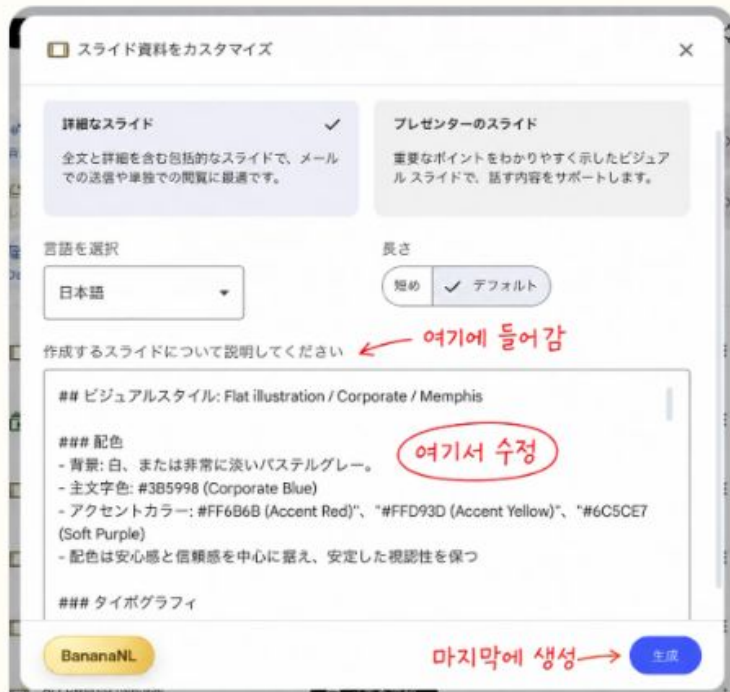 スライド資料をカスタマイズ
詳細なスライド
全文と詳細を含む包括的なスライドで、メール
での送信や単独での閲覧に最適です。
プレゼンターのスライド
重要なポイントをわかりやすく示したビジュア
ル スライドで、話す内容をサポートします。
言語を選択
日本語
長さ
短め
デフォルト
作成するスライドについて説明してください
여기에 들어감
## ビジュアルスタイル: Flat illustration / Corporate / Memphis
### 配色
- 背景: 白、または非常に淡いパステルグレー。
- 主文字色: #3B5998 (Corporate Blue)
- アクセントカラー: #FF6B6B (Accent Red)"、"#FFD93D (Accent Yellow)"、"#6C5CE7
(Soft Purple)
- 配色は安心感と信頼感を中心に据え、安定した視認性を保つ
여기서 수정
### タイポグラフィ
BananaNL
마지막에 생성
生成